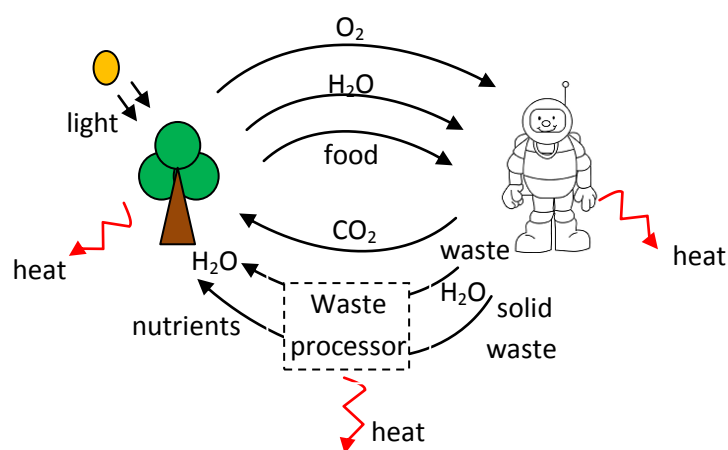 O₂
H₂O
light
food
CO₂
heat
H₂O
waste
heat
H₂O
nutrients
Waste
processor
solid
waste
heat